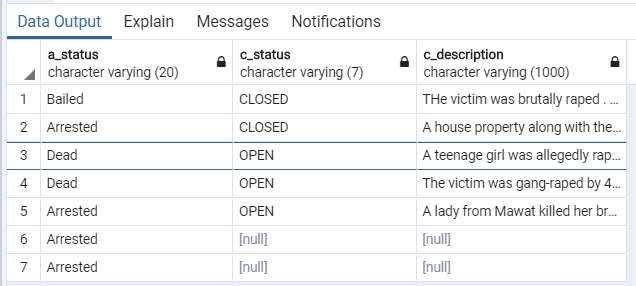 Data Output Explain Messages Notifications
a_status c_status c_description
character varying (20) character varying (7) character varying (1000)
1 Bailed CLOSED THe victim was brutally raped . ...
2 Arrested CLOSED A house property along with the...
3 Dead OPEN A teenage girl was allegedly rap...
4 Dead OPEN The victim was gang-raped by 4...
5 Arrested OPEN A lady from Mawat killed her br...
6 Arrested [null] [null]
7 Arrested [null] [null]